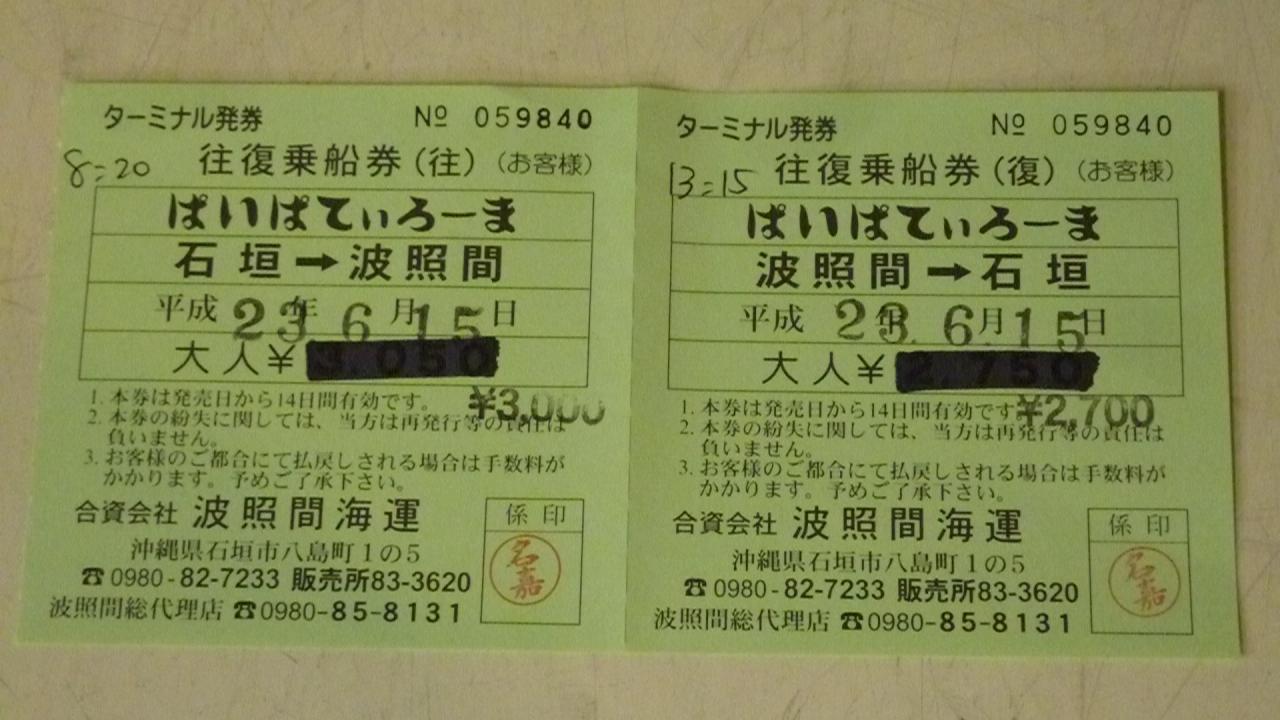 ターミナル発券 № 059840
8:20 往復乗船券(往)(お客様)
ぱいぱてぃろーま
石垣→波照間
平成23年6月15日
大人¥3,050
¥3,000
1. 本券は発売日から14日間有効です。
2. 本券の紛失に関しては、当方は再発行等の責任は
負いません。
3. お客様のご都合にて払戻しされる場合は手数料が
かかります。予めご了承下さい。
合資会社 波照間海運
係印
名嘉
沖縄県石垣市八島町1の5
☎0980-82-7233 販売所83-3620
波照間総代理店 ☎0980-85-8131
ターミナル発券 № 059840
13:15 往復乗船券(復)(お客様)
ぱいぱてぃろーま
波照間→石垣
平成23年6月15日
大人¥2,750
¥2,700
1. 本券は発売日から14日間有効です
2. 本券の紛失に関しては、当方は再発行等の責任は
負いません。
3. お客様のご都合にて払戻しされる場合は手数料が
かかります。予めご了承下さい。
合資会社 波照間海運
係印
名嘉
沖縄県石垣市八島町1の5
☎0980-82-7233 販売所83-3620
波照間総代理店 ☎0980-85-8131